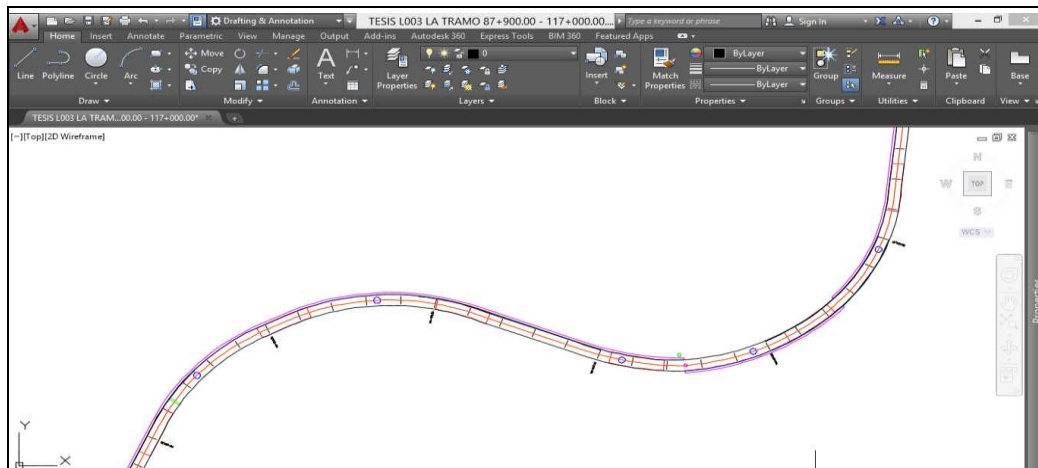 Drafting & Annotation TESIS L003 LA TRAMO 87+900.00 - 117+000.00.... Type a keyword or phrase Sign In
Home Insert Annotate Parametric View Manage Output Add-ins Autodesk 360 Express Tools BIM 360 Featured Apps
Line Polyline Circle Arc Move Copy Text Layer Properties 0 Insert Match Properties ByLayer ByLayer ByLayer Group Measure Paste Base
Draw Modify Annotation Layers Block Properties Groups Utilities Clipboard View
TESIS L003 LA TRAM...00.00 - 117+000.00*
[−][Top][2D Wireframe]
N
W TOP E
S
WCS
Properties
Y
X